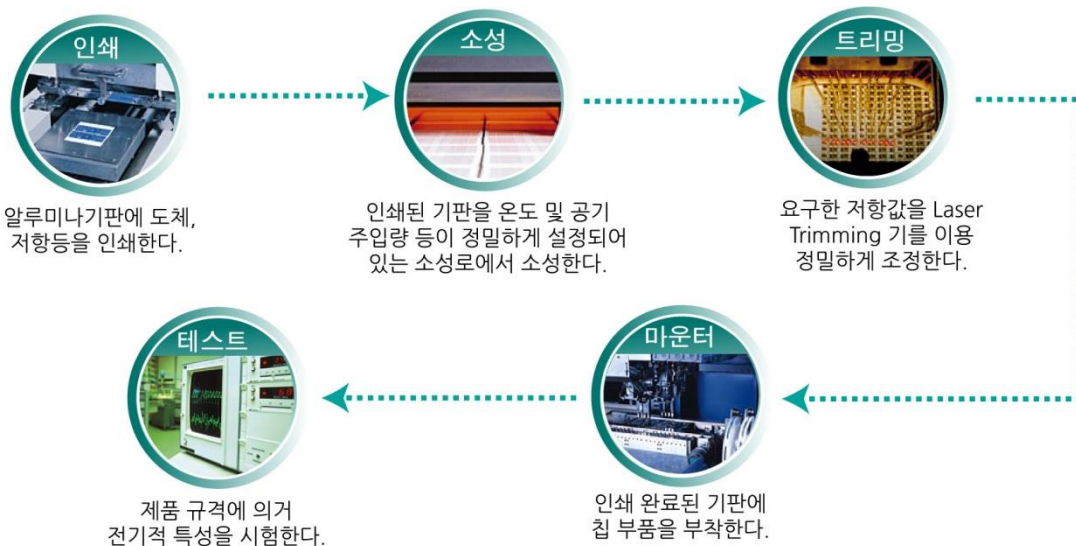 인쇄
알루미나기판에 도체,
저항등을 인쇄한다.
소성
인쇄된 기판을 온도 및 공기
주입량 등이 정밀하게 설정되어
있는 소성로에서 소성한다.
트리밍
요구한 저항값을 Laser
Trimming 기를 이용
정밀하게 조정한다.
마운터
인쇄 완료된 기판에
칩 부품을 부착한다.
테스트
제품 규격에 의거
전기적 특성을 시험한다.